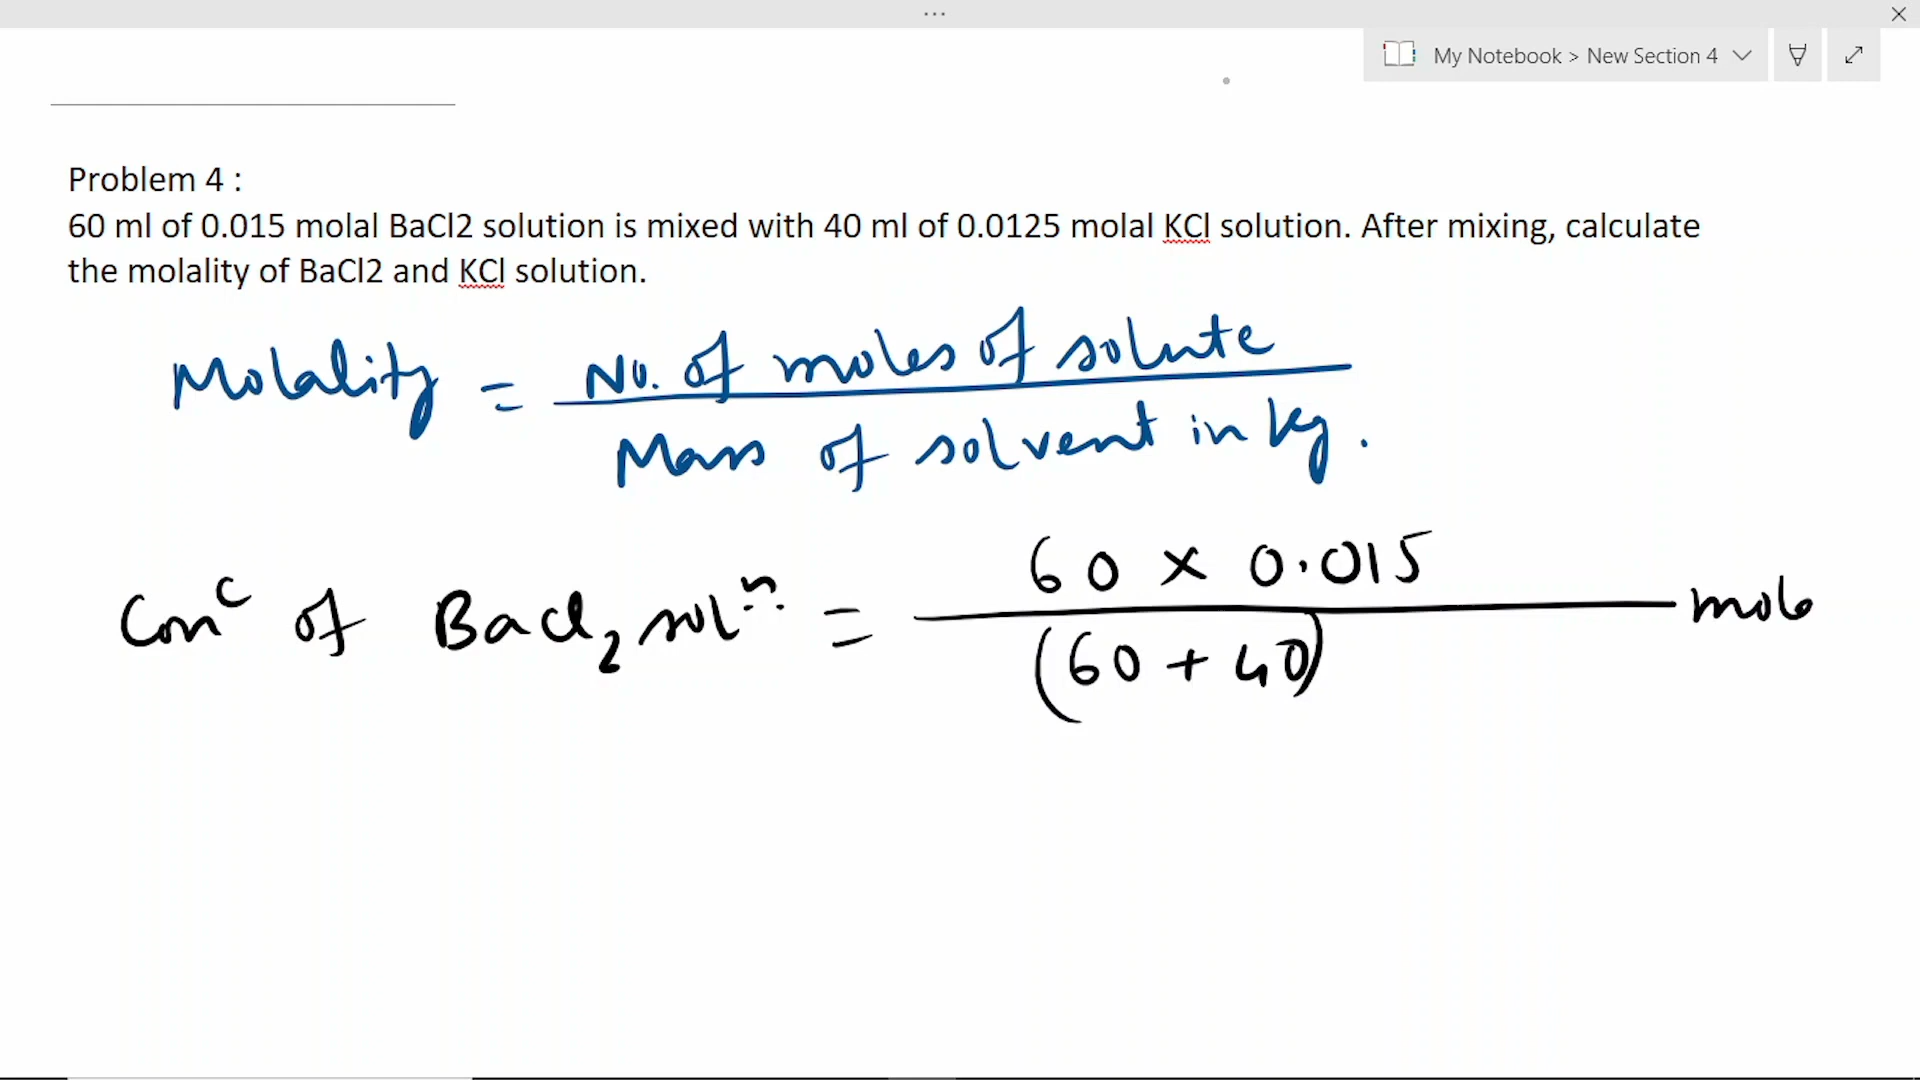 My Notebook > New Section 4
Problem 4 :
60 ml of 0.015 molal BaCl2 solution is mixed with 40 ml of 0.0125 molal KCl solution. After mixing, calculate
the molality of BaCl2 and KCl solution.
Molality = No. of moles of solute
Mass of solvent in kg.
Conc of BaCl2 soln = 60 × 0.015 mole
(60 + 40)